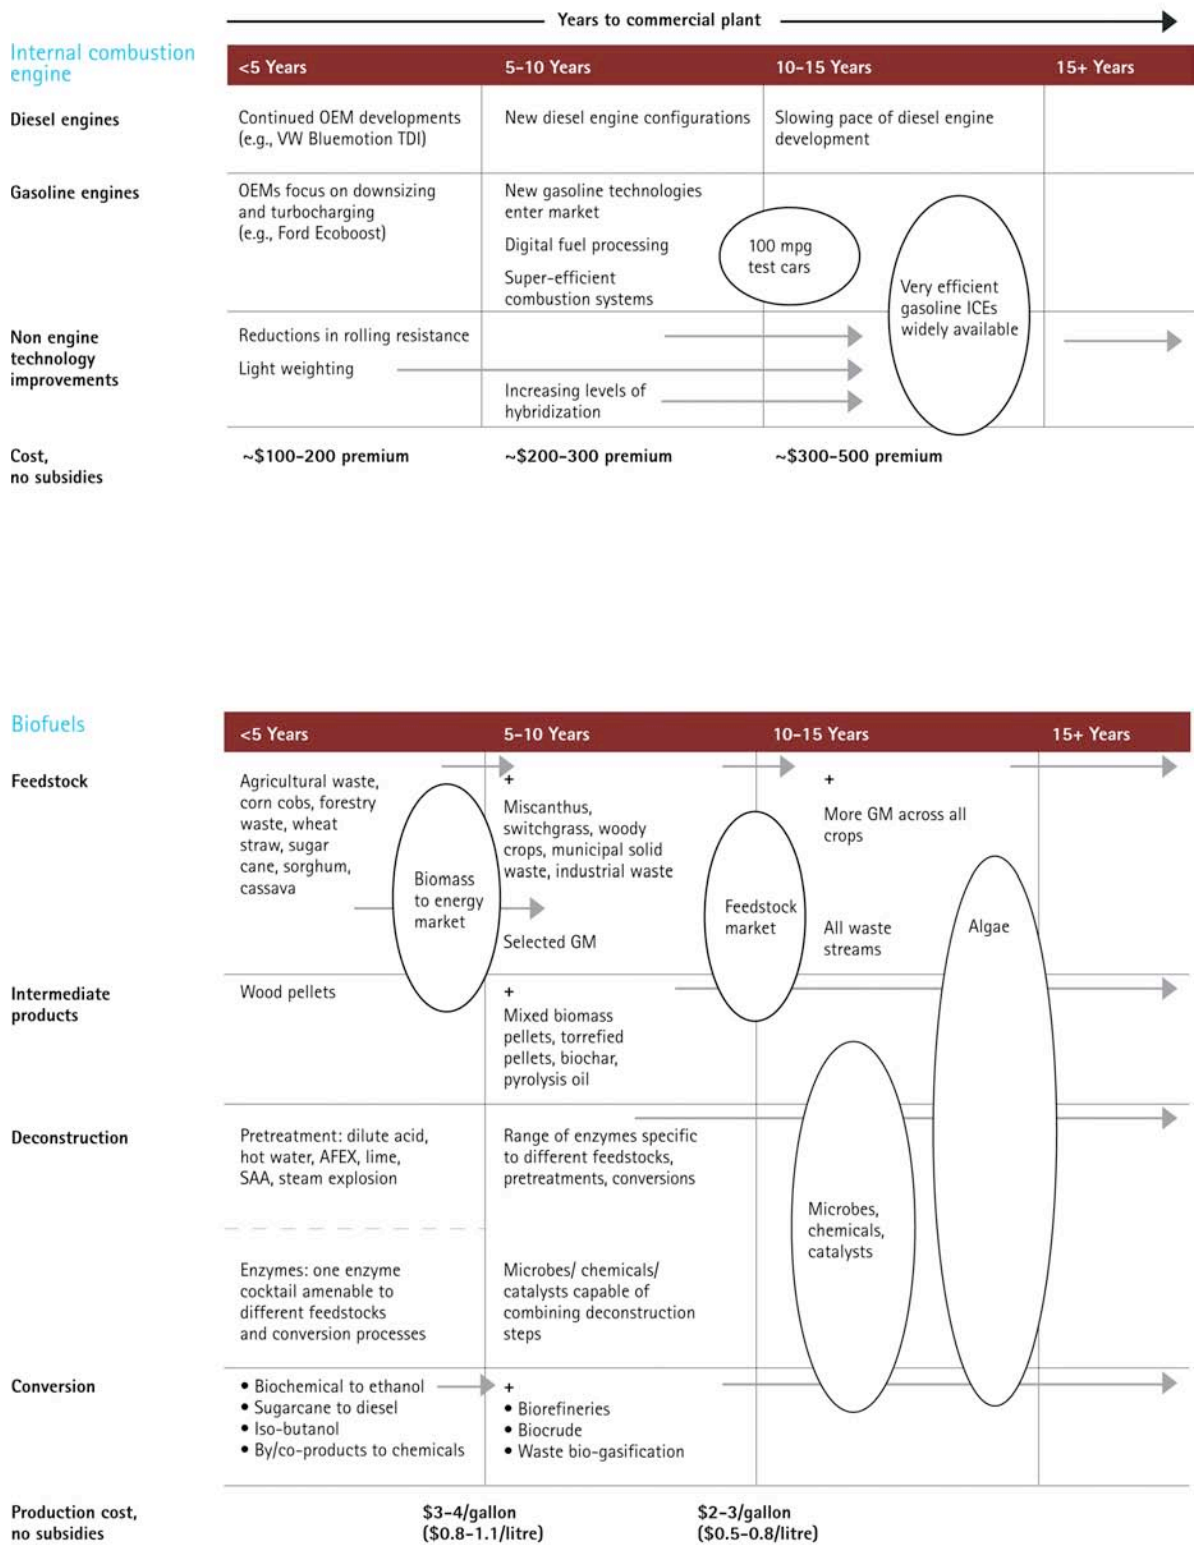 Years to commercial plant
Internal combustion
engine
<5 Years
5-10 Years
10-15 Years
15+ Years
Diesel engines
Continued OEM developments
(e.g., VW Bluemotion TDI)
New diesel engine configurations
Slowing pace of diesel engine
development
Gasoline engines
OEMs focus on downsizing
and turbocharging
(e.g., Ford Ecoboost)
New gasoline technologies
enter market
Digital fuel processing
Super-efficient
combustion systems
100 mpg
test cars
Very efficient
gasoline ICEs
widely available
Non engine
technology
improvements
Reductions in rolling resistance
Light weighting
Increasing levels of
hybridization
Cost,
no subsidies
~$100-200 premium
~$200-300 premium
~$300-500 premium
Biofuels
<5 Years
5-10 Years
10-15 Years
15+ Years
Feedstock
Agricultural waste,
corn cobs, forestry
waste, wheat
straw, sugar
cane, sorghum,
cassava
Biomass
to energy
market
+
Miscanthus,
switchgrass, woody
crops, municipal solid
waste, industrial waste
Selected GM
Feedstock
market
+
More GM across all
crops
All waste
streams
Algae
Intermediate
products
Wood pellets
+
Mixed biomass
pellets, torrefied
pellets, biochar,
pyrolysis oil
Deconstruction
Pretreatment: dilute acid,
hot water, AFEX, lime,
SAA, steam explosion
Range of enzymes specific
to different feedstocks,
pretreatments, conversions
Enzymes: one enzyme
cocktail amenable to
different feedstocks
and conversion processes
Microbes/ chemicals/
catalysts capable of
combining deconstruction
steps
Microbes,
chemicals,
catalysts
Conversion
• Biochemical to ethanol
• Sugarcane to diesel
• Iso-butanol
• By/co-products to chemicals
+
• Biorefineries
• Biocrude
• Waste bio-gasification
Production cost,
no subsidies
$3-4/gallon
($0.8-1.1/litre)
$2-3/gallon
($0.5-0.8/litre)